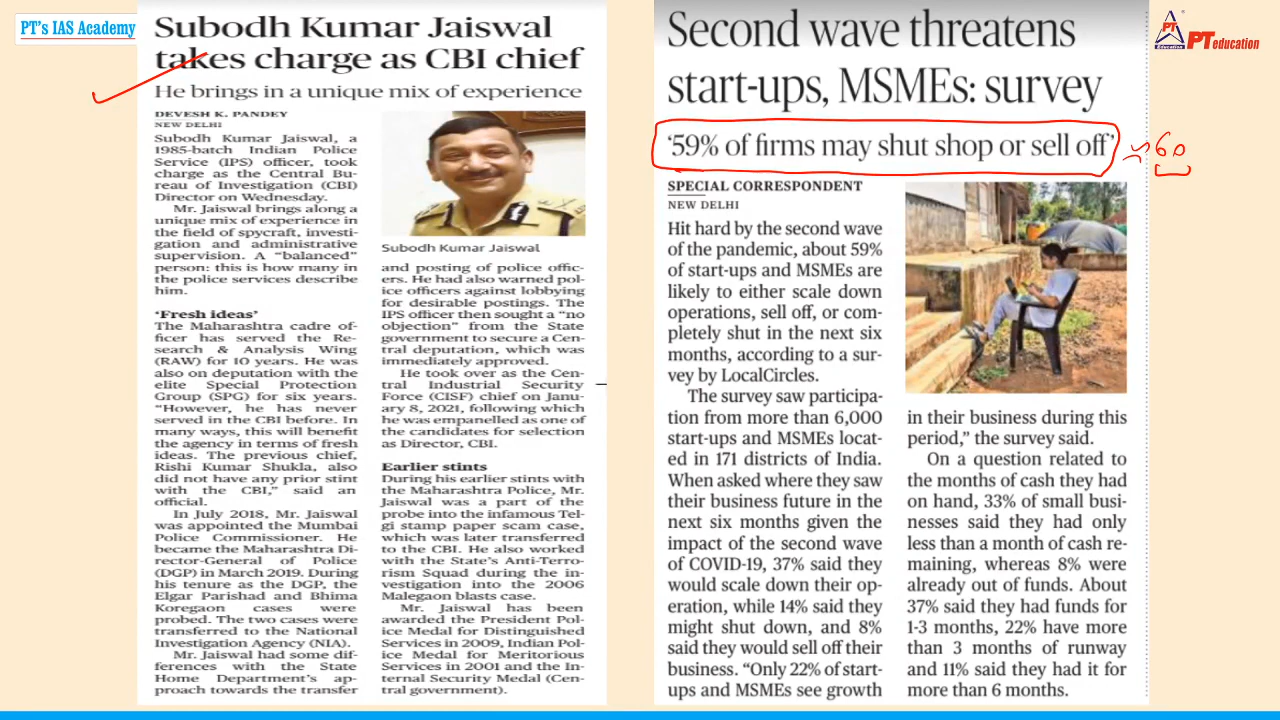 PT's IAS Academy
Subodh Kumar Jaiswal
takes charge as CBI chief
He brings in a unique mix of experience
DEVESH K. PANDEY
NEW DELHI
Subodh Kumar Jaiswal, a
1985-batch Indian Police
Service (IPS) officer, took
charge as the Central Bu-
reau of Investigation (CBI)
Director on Wednesday.
Mr. Jaiswal brings along a
unique mix of experience in
the field of spycraft, investi-
gation and administrative
supervision. A “balanced”
person: this is how many in
the police services describe
him.
‘Fresh ideas’
The Maharashtra cadre of-
ficer has served the Re-
search & Analysis Wing
(RAW) for 10 years. He was
also on deputation with the
elite Special Protection
Group (SPG) for six years.
“However, he has never
served in the CBI before. In
many ways, this will benefit
the agency in terms of fresh
ideas. The previous chief,
Rishi Kumar Shukla, also
did not have any prior stint
with the CBI,” said an
official.
In July 2018, Mr. Jaiswal
was appointed the Mumbai
Police Commissioner. He
became the Maharashtra Di-
rector-General of Police
(DGP) in March 2019. During
his tenure as the DGP, the
Elgar Parishad and Bhima
Koregaon cases were
probed. The two cases were
transferred to the National
Investigation Agency (NIA).
Mr. Jaiswal had some dif-
ferences with the State
Home Department's ap-
proach towards the transfer
Subodh Kumar Jaiswal
and posting of police offic-
ers. He had also warned pol-
ice officers against lobbying
for desirable postings. The
IPS officer then sought a “no
objection” from the State
government to secure a Cen-
tral deputation, which was
immediately approved.
He took over as the Cen-
tral Industrial Security
Force (CISF) chief on Janu-
ary 8, 2021, following which
he was empanelled as one of
the candidates for selection
as Director, CBI.
Earlier stints
During his earlier stints with
the Maharashtra Police, Mr.
Jaiswal was a part of the
probe into the infamous Tel-
gi stamp paper scam case,
which was later transferred
to the CBI. He also worked
with the State's Anti-Terro-
rism Squad during the in-
vestigation into the 2006
Malegaon blasts case.
Mr. Jaiswal has been
awarded the President Pol-
ice Medal for Distinguished
Services in 2009, Indian Pol-
ice Medal for Meritorious
Services in 2001 and the In-
ternal Security Medal (Cen-
tral government).
Second wave threatens
start-ups, MSMEs: survey
‘59% of firms may shut shop or sell off’
≈ 60
SPECIAL CORRESPONDENT
NEW DELHI
Hit hard by the second wave
of the pandemic, about 59%
of start-ups and MSMEs are
likely to either scale down
operations, sell off, or com-
pletely shut in the next six
months, according to a sur-
vey by LocalCircles.
The survey saw participa-
tion from more than 6,000
start-ups and MSMEs locat-
ed in 171 districts of India.
When asked where they saw
their business future in the
next six months given the
impact of the second wave
of COVID-19, 37% said they
would scale down their op-
eration, while 14% said they
might shut down, and 8%
said they would sell off their
business. “Only 22% of start-
ups and MSMEs see growth
in their business during this
period,” the survey said.
On a question related to
the months of cash they had
on hand, 33% of small busi-
nesses said they had only
less than a month of cash re-
maining, whereas 8% were
already out of funds. About
37% said they had funds for
1-3 months, 22% have more
than 3 months of runway
and 11% said they had it for
more than 6 months.
PT
Education
PT education